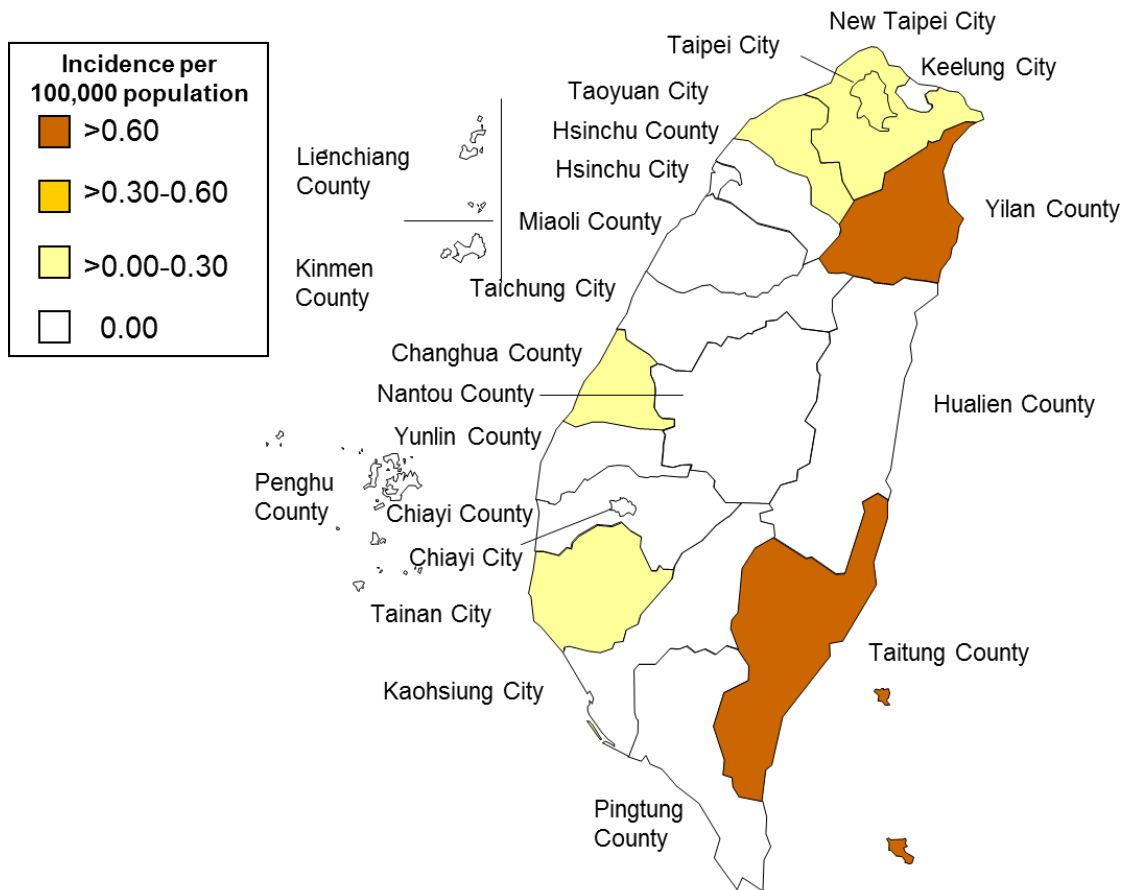 Incidence per
100,000 population
>0.60
>0.30-0.60
>0.00-0.30
0.00
New Taipei City
Taipei City
Keelung City
Taoyuan City
Hsinchu County
Hsinchu City
Lienchiang
County
Miaoli County
Yilan County
Kinmen
County
Taichung City
Changhua County
Nantou County
Hualien County
Yunlin County
Penghu
County
Chiayi County
Chiayi City
Tainan City
Taitung County
Kaohsiung City
Pingtung
County